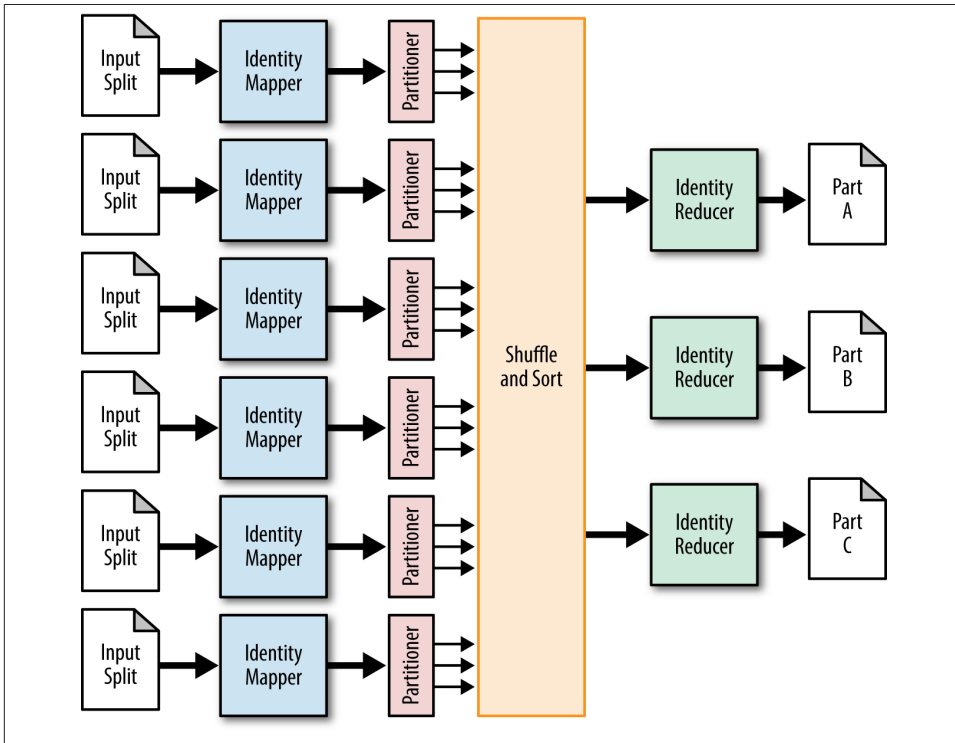 Input
Split
Identity
Mapper
Partitioner
Input
Split
Identity
Mapper
Partitioner
Input
Split
Identity
Mapper
Partitioner
Input
Split
Identity
Mapper
Partitioner
Input
Split
Identity
Mapper
Partitioner
Input
Split
Identity
Mapper
Partitioner
Shuffle
and Sort
Identity
Reducer
Part
A
Identity
Reducer
Part
B
Identity
Reducer
Part
C